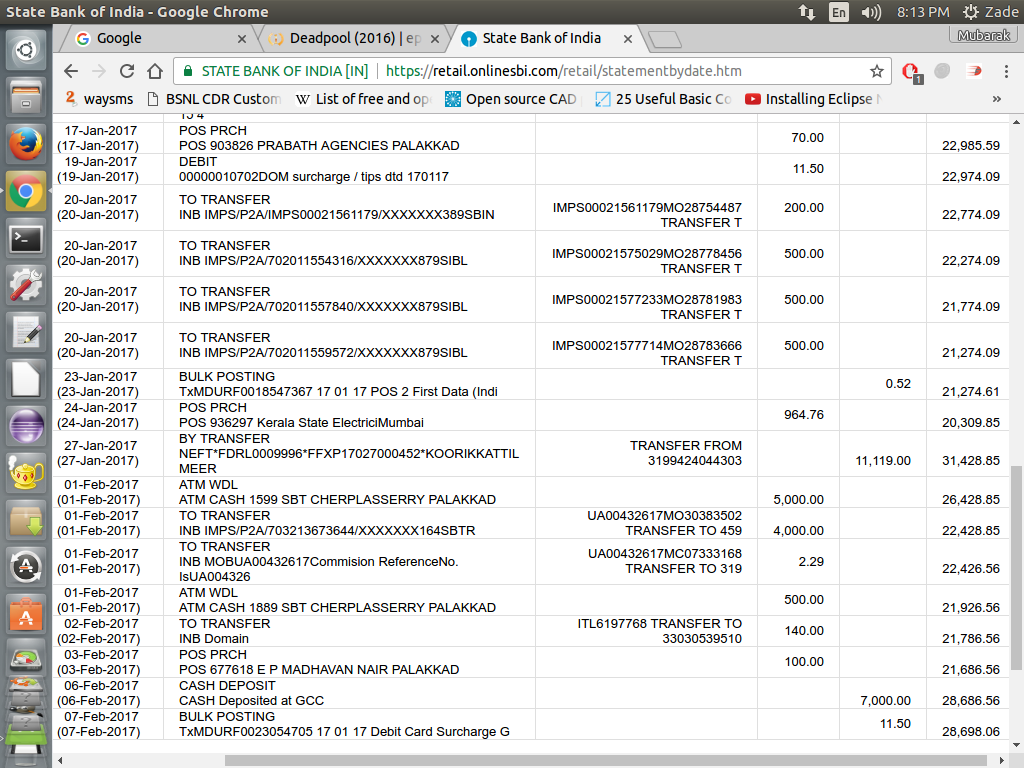 State Bank of India - Google Chrome
En
8:13 PM
Zade
Google
Deadpool (2016) | ep
State Bank of India
Mubarak
STATE BANK OF INDIA [IN]
https://retail.onlinesbi.com/retail/statementbydate.htm
1
waysms
BSNL CDR Custom
List of free and op
Open source CAD
25 Useful Basic Co
Installing Eclipse
»
17-Jan-2017
(17-Jan-2017)
POS PRCH
POS 903826 PRABATH AGENCIES PALAKKAD
70.00
22,985.59
19-Jan-2017
(19-Jan-2017)
DEBIT
00000010702DOM surcharge / tips dtd 170117
11.50
22,974.09
20-Jan-2017
(20-Jan-2017)
TO TRANSFER
INB IMPS/P2A/IMPS00021561179/XXXXXXX389SBIN
IMPS00021561179MO28754487
TRANSFER T
200.00
22,774.09
20-Jan-2017
(20-Jan-2017)
TO TRANSFER
INB IMPS/P2A/702011554316/XXXXXXX879SIBL
IMPS00021575029MO28778456
TRANSFER T
500.00
22,274.09
20-Jan-2017
(20-Jan-2017)
TO TRANSFER
INB IMPS/P2A/702011557840/XXXXXXX879SIBL
IMPS00021577233MO28781983
TRANSFER T
500.00
21,774.09
20-Jan-2017
(20-Jan-2017)
TO TRANSFER
INB IMPS/P2A/702011559572/XXXXXXX879SIBL
IMPS00021577714MO28783666
TRANSFER T
500.00
21,274.09
23-Jan-2017
(23-Jan-2017)
BULK POSTING
TxMDURF0018547367 17 01 17 POS 2 First Data (Indi
0.52
21,274.61
24-Jan-2017
(24-Jan-2017)
POS PRCH
POS 936297 Kerala State ElectriciMumbai
964.76
20,309.85
27-Jan-2017
(27-Jan-2017)
BY TRANSFER
NEFT*FDRL0009996*FFXP17027000452*KOORIKKATTIL
MEER
TRANSFER FROM
3199424044303
11,119.00
31,428.85
01-Feb-2017
(01-Feb-2017)
ATM WDL
ATM CASH 1599 SBT CHERPLASSERRY PALAKKAD
5,000.00
26,428.85
01-Feb-2017
(01-Feb-2017)
TO TRANSFER
INB IMPS/P2A/703213673644/XXXXXXX164SBTR
UA00432617MO30383502
TRANSFER TO 459
4,000.00
22,428.85
01-Feb-2017
(01-Feb-2017)
TO TRANSFER
INB MOBUA00432617Commision ReferenceNo.
IsUA004326
UA00432617MC07333168
TRANSFER TO 319
2.29
22,426.56
01-Feb-2017
(01-Feb-2017)
ATM WDL
ATM CASH 1889 SBT CHERPLASSERRY PALAKKAD
500.00
21,926.56
02-Feb-2017
(02-Feb-2017)
TO TRANSFER
INB Domain
ITL6197768 TRANSFER TO
33030539510
140.00
21,786.56
03-Feb-2017
(03-Feb-2017)
POS PRCH
POS 677618 E P MADHAVAN NAIR PALAKKAD
100.00
21,686.56
06-Feb-2017
(06-Feb-2017)
CASH DEPOSIT
CASH Deposited at GCC
7,000.00
28,686.56
07-Feb-2017
(07-Feb-2017)
BULK POSTING
TxMDURF0023054705 17 01 17 Debit Card Surcharge G
11.50
28,698.06